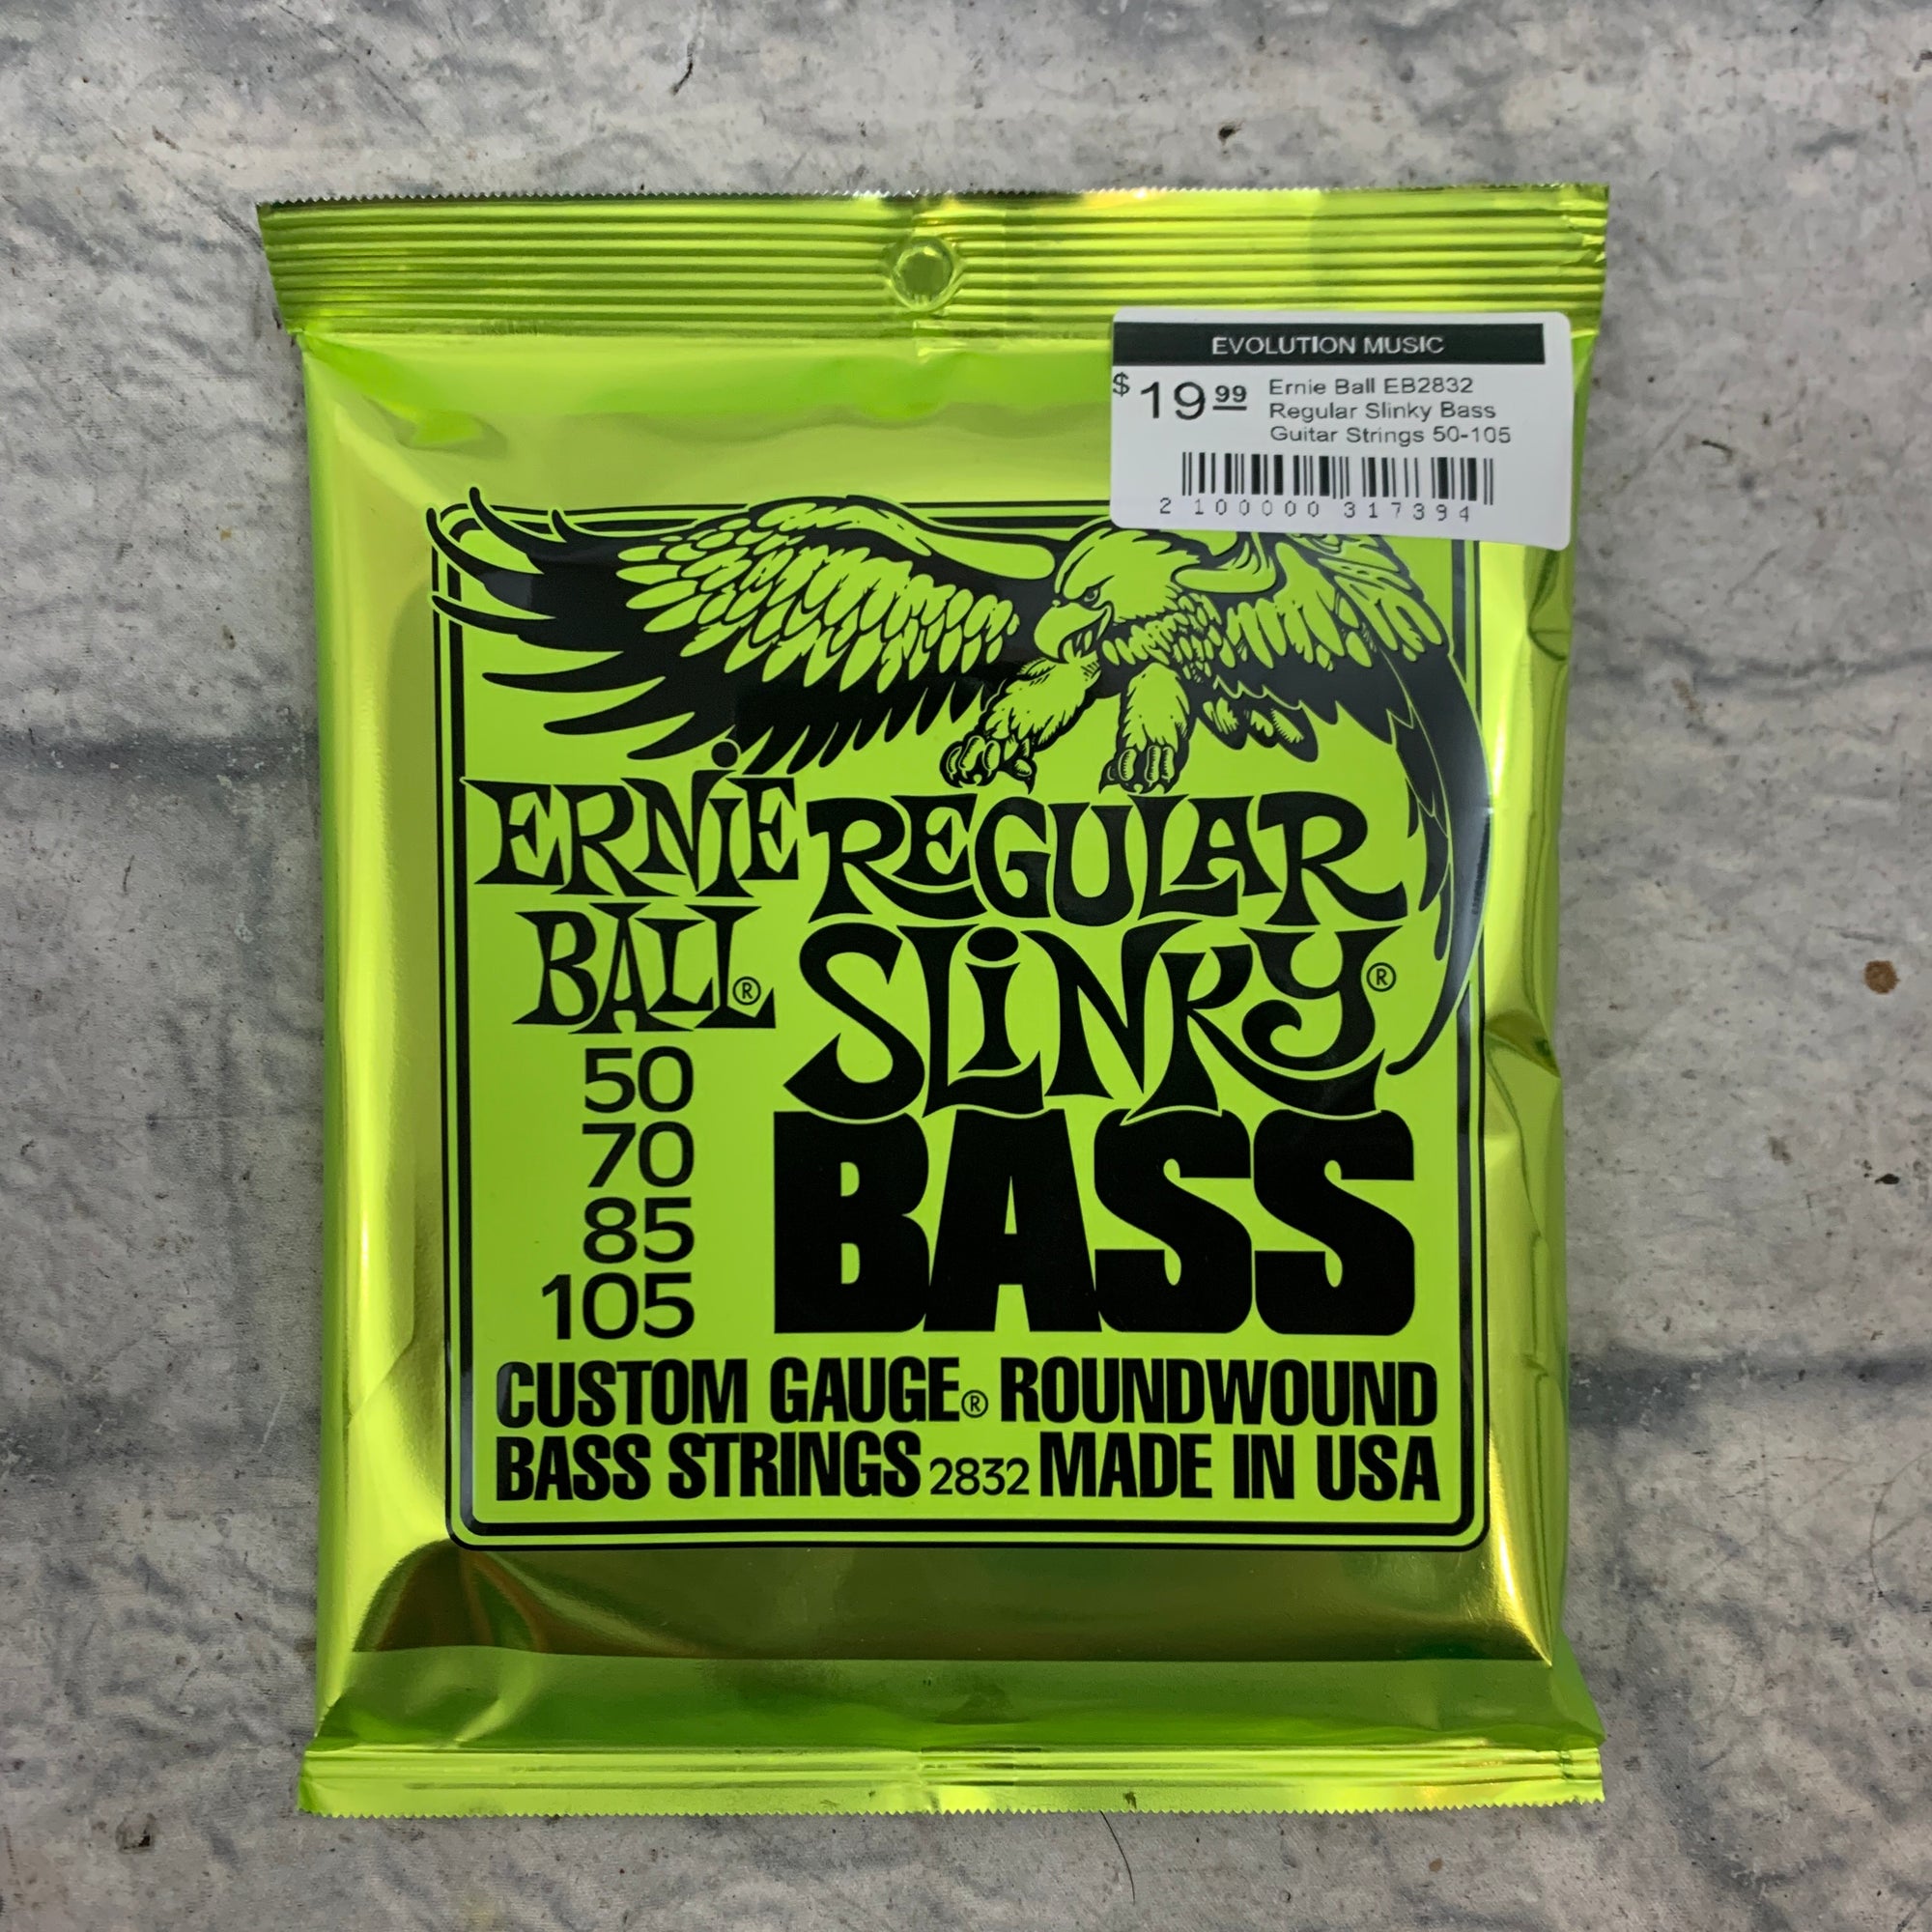 EVOLUTION MUSIC
$19.99
Ernie Ball EB2832
Regular Slinky Bass
Guitar Strings 50-105
2 100000 317394
ERNiE
BALL®
REGULAR
SLiNKY®
BASS
50
70
85
105
CUSTOM GAUGE® ROUNDWOUND
BASS STRINGS 2832 MADE IN USA